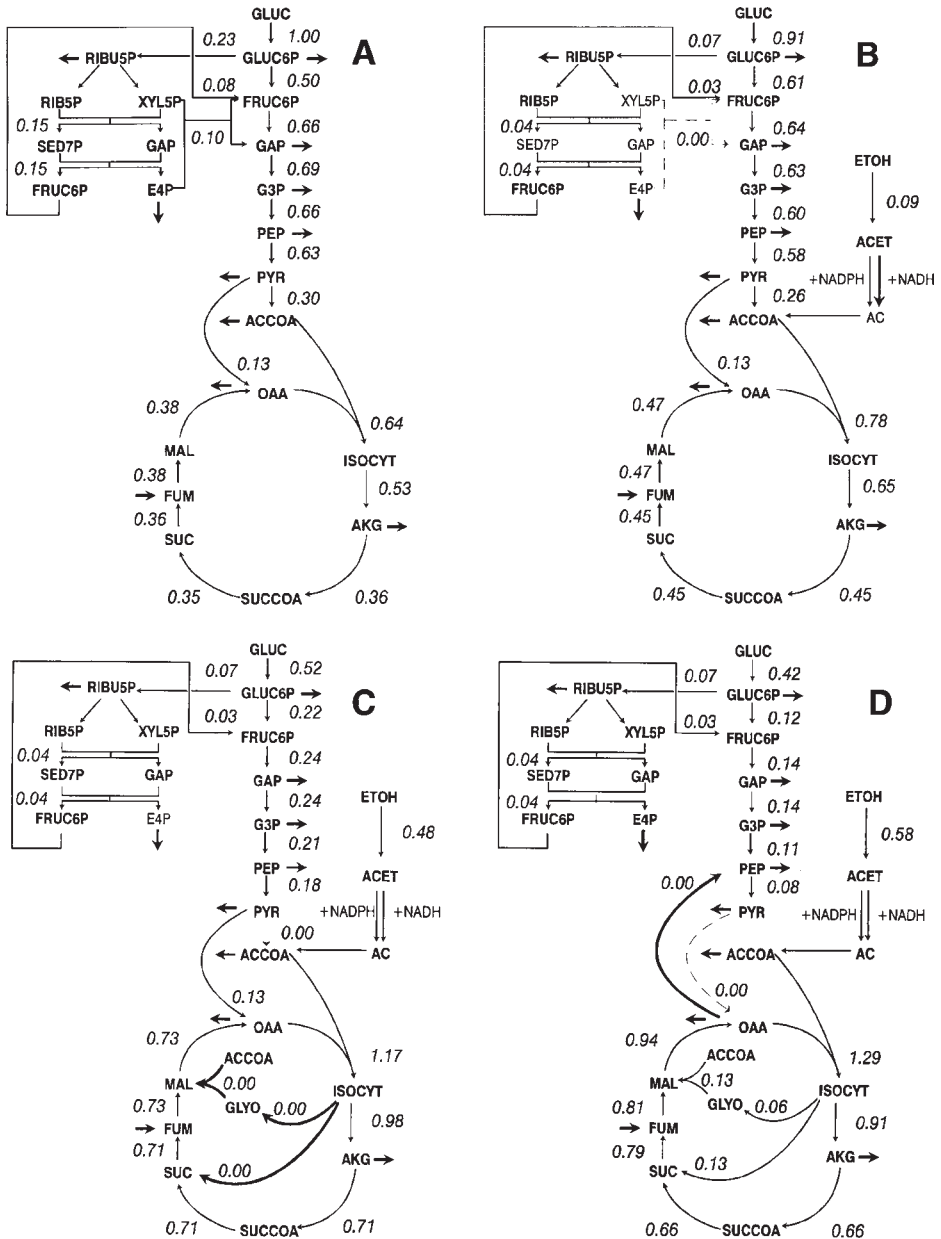 GLUC
0.23 1.00 A
RIBU5P GLUC6P
0.08 0.50
RIB5P XYL5P FRUC6P
0.15 0.10 0.66
SED7P GAP GAP
0.15 0.69
FRUC6P E4P G3P
0.66
PEP
0.63
PYR
0.30
ACCOA
0.13
OAA
0.38 0.64
MAL ISOCYT
0.38 0.53
FUM
0.36 AKG
SUC
0.35 SUCCOA 0.36
GLUC
0.07 0.91 B
RIBU5P GLUC6P
0.03 0.61
RIB5P XYL5P FRUC6P
0.04 0.00 0.64
SED7P GAP GAP ETOH
0.04 0.63
FRUC6P E4P G3P 0.09
0.60
PEP ACET
0.58
PYR +NADPH +NADH
0.26
ACCOA AC
0.13
OAA
0.47 0.78
MAL ISOCYT
0.47 0.65
FUM
0.45 AKG
SUC
0.45 SUCCOA 0.45
GLUC
0.07 0.52 C
RIBU5P GLUC6P
0.03 0.22
RIB5P XYL5P FRUC6P
0.04 0.24
SED7P GAP GAP ETOH
0.04 0.24
FRUC6P E4P G3P 0.48
0.21
PEP ACET
0.18
PYR +NADPH +NADH
0.00
ACCOA AC
0.13
OAA
0.73 ACCOA 1.17
MAL 0.00 ISOCYT
GLYO 0.00
0.73 0.98
FUM
0.71 0.00 AKG
SUC
0.71 SUCCOA 0.71
GLUC
0.07 0.42 D
RIBU5P GLUC6P
0.03 0.12
RIB5P XYL5P FRUC6P
0.04 0.14
SED7P GAP GAP ETOH
0.04 0.14
FRUC6P E4P G3P 0.58
0.11
0.00 PEP ACET
0.08
PYR +NADPH +NADH
ACCOA AC
0.00
OAA
0.94 ACCOA 1.29
MAL 0.13 ISOCYT
GLYO 0.06
0.81 0.91
FUM
0.79 0.13 AKG
SUC
0.66 SUCCOA 0.66